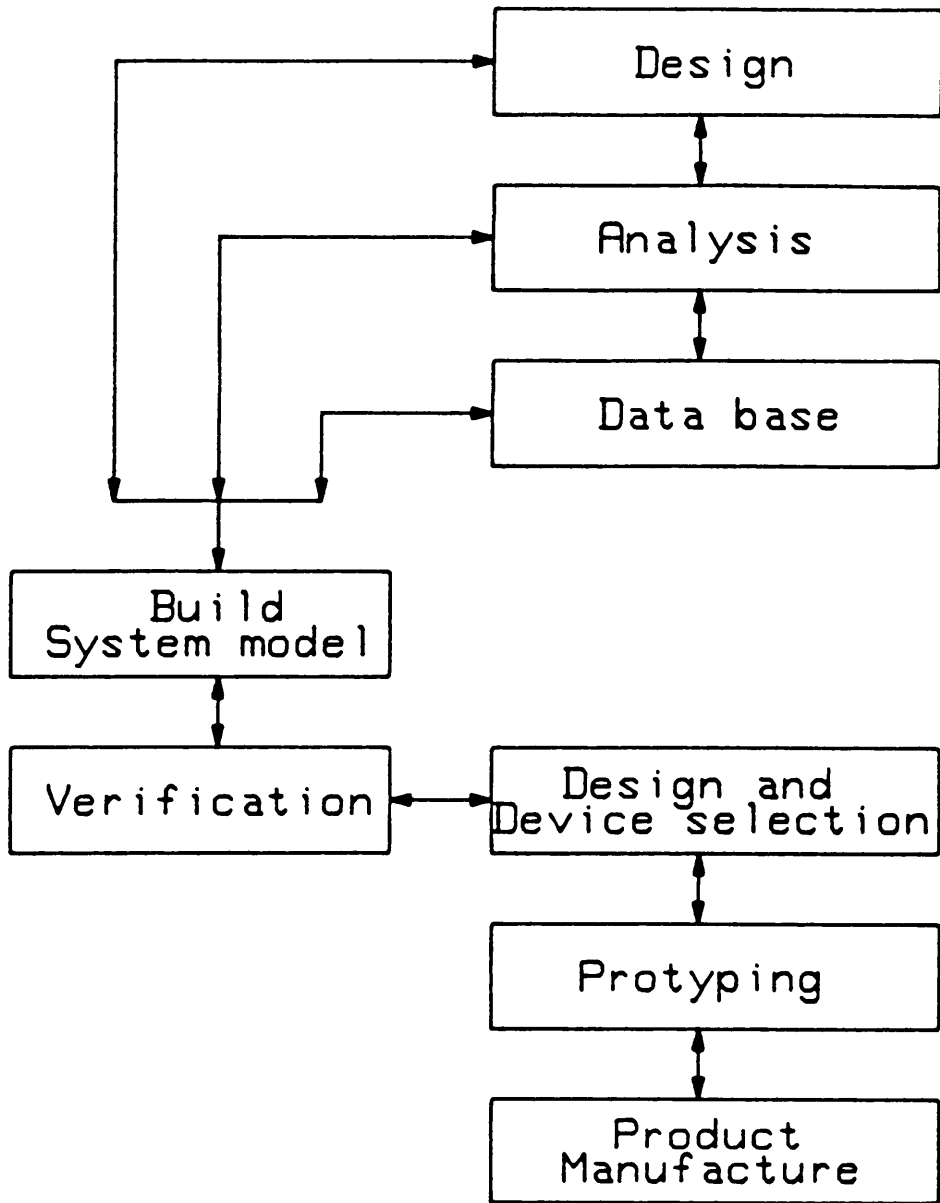 Design
Analysis
Data base
Build
System model
Verification
Design and
Device selection
Protyping
Product
Manufacture